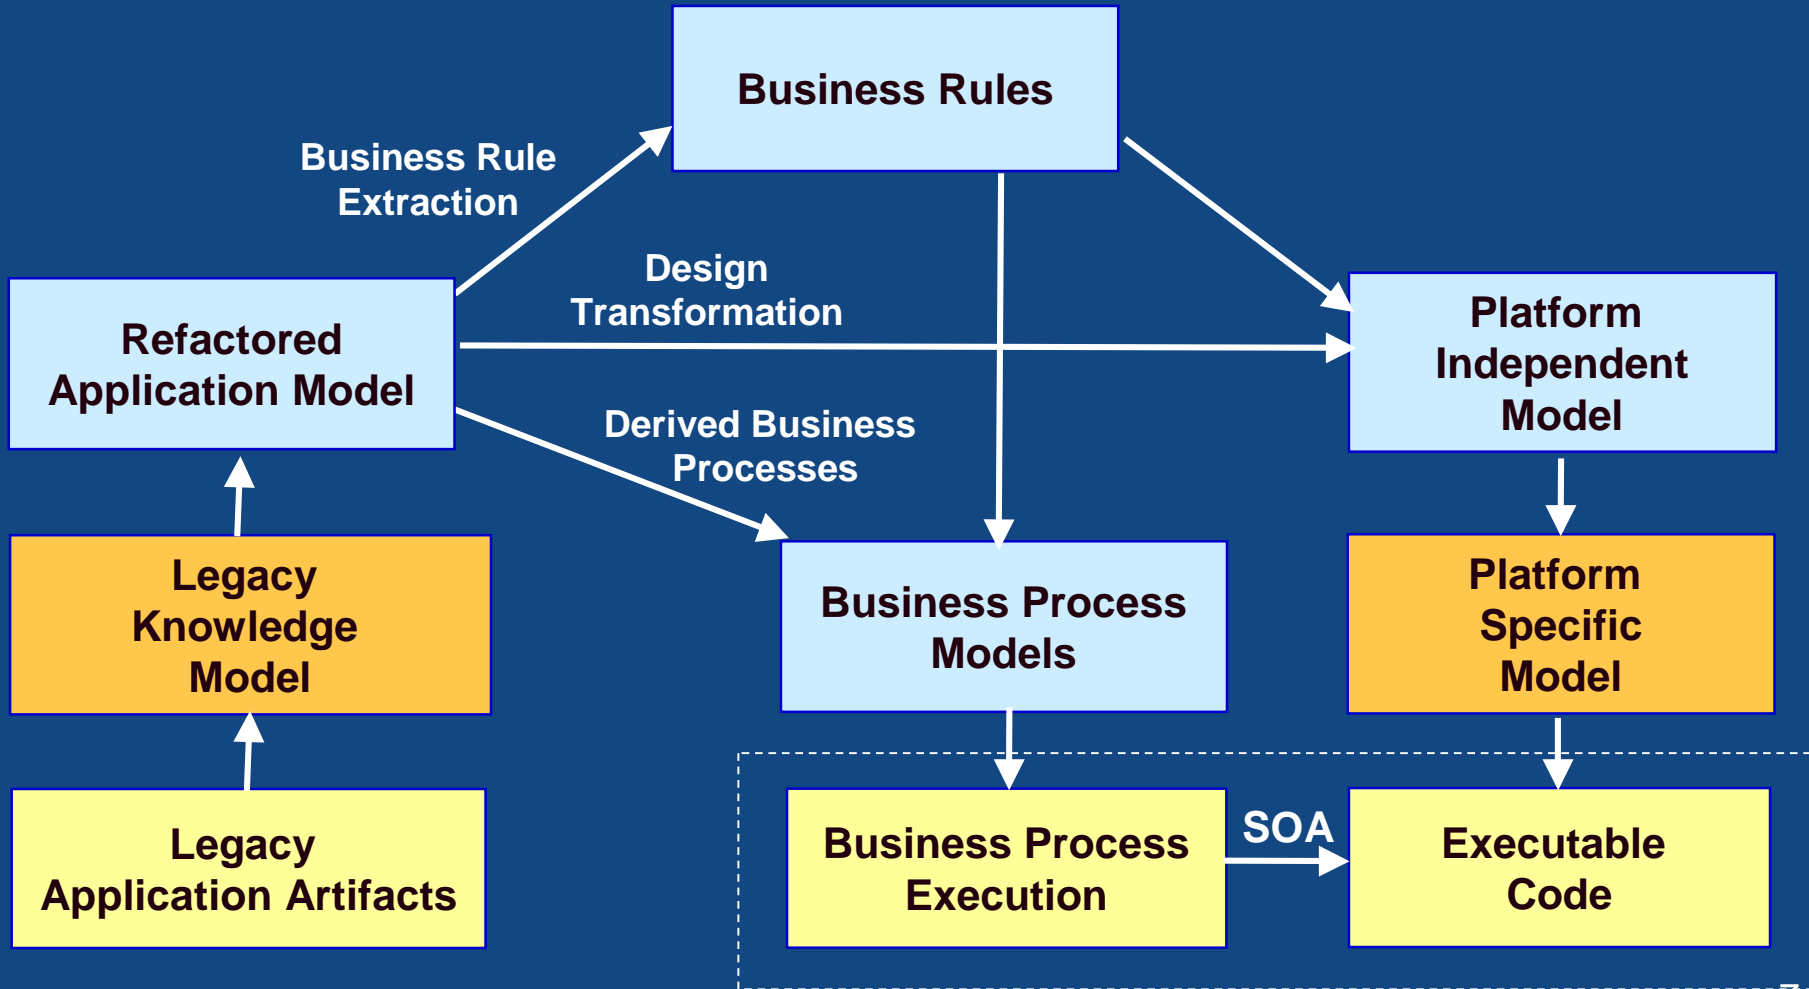 Business Rules
Business Rule
Extraction
Design
Transformation
Refactored
Application Model
Platform
Independent
Model
Derived Business
Processes
Legacy
Knowledge
Model
Business Process
Models
Platform
Specific
Model
Legacy
Application Artifacts
Business Process
Execution
SOA
Executable
Code